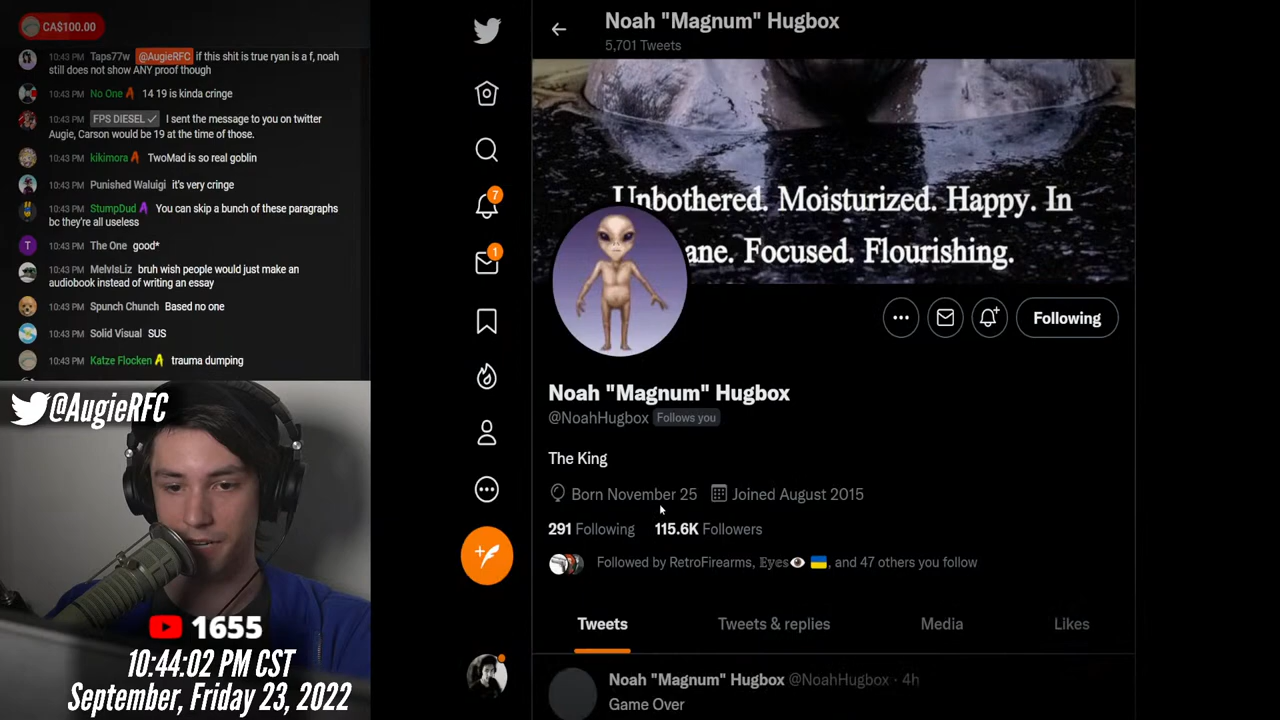 CA$100.00
10:43 PM Taps77w @AugieRFC if this shit is true ryan is a f, noah
still does not show ANY proof though
10:43 PM No One 14 19 is kinda cringe
10:43 PM FPS DIESEL I sent the message to you on twitter
Augie, Carson would be 19 at the time of those.
10:43 PM kikimora TwoMad is so real goblin
10:43 PM Punished Waluigi it's very cringe
10:43 PM StumpDud You can skip a bunch of these paragraphs
bc they're all useless
T 10:43 PM The One good*
10:43 PM MelvIsLiz bruh wish people would just make an
audiobook instead of writing an essay
10:43 PM Spunch Chunch Based no one
10:43 PM Solid Visual SUS
10:43 PM Katze Flocken trauma dumping
@AugieRFC
1655
10:44:02 PM CST
September, Friday 23, 2022
7
1
Noah "Magnum" Hugbox
5,701 Tweets
Unbothered. Moisturized. Happy. In
ane. Focused. Flourishing.
Following
Noah "Magnum" Hugbox
@NoahHugbox Follows you
The King
Born November 25 Joined August 2015
291 Following 115.6K Followers
Followed by RetroFirearms, 𝔼𝕪𝕖𝕤👁 🇺🇦, and 47 others you follow
Tweets Tweets & replies Media Likes
Noah "Magnum" Hugbox @NoahHugbox · 4h
Game Over